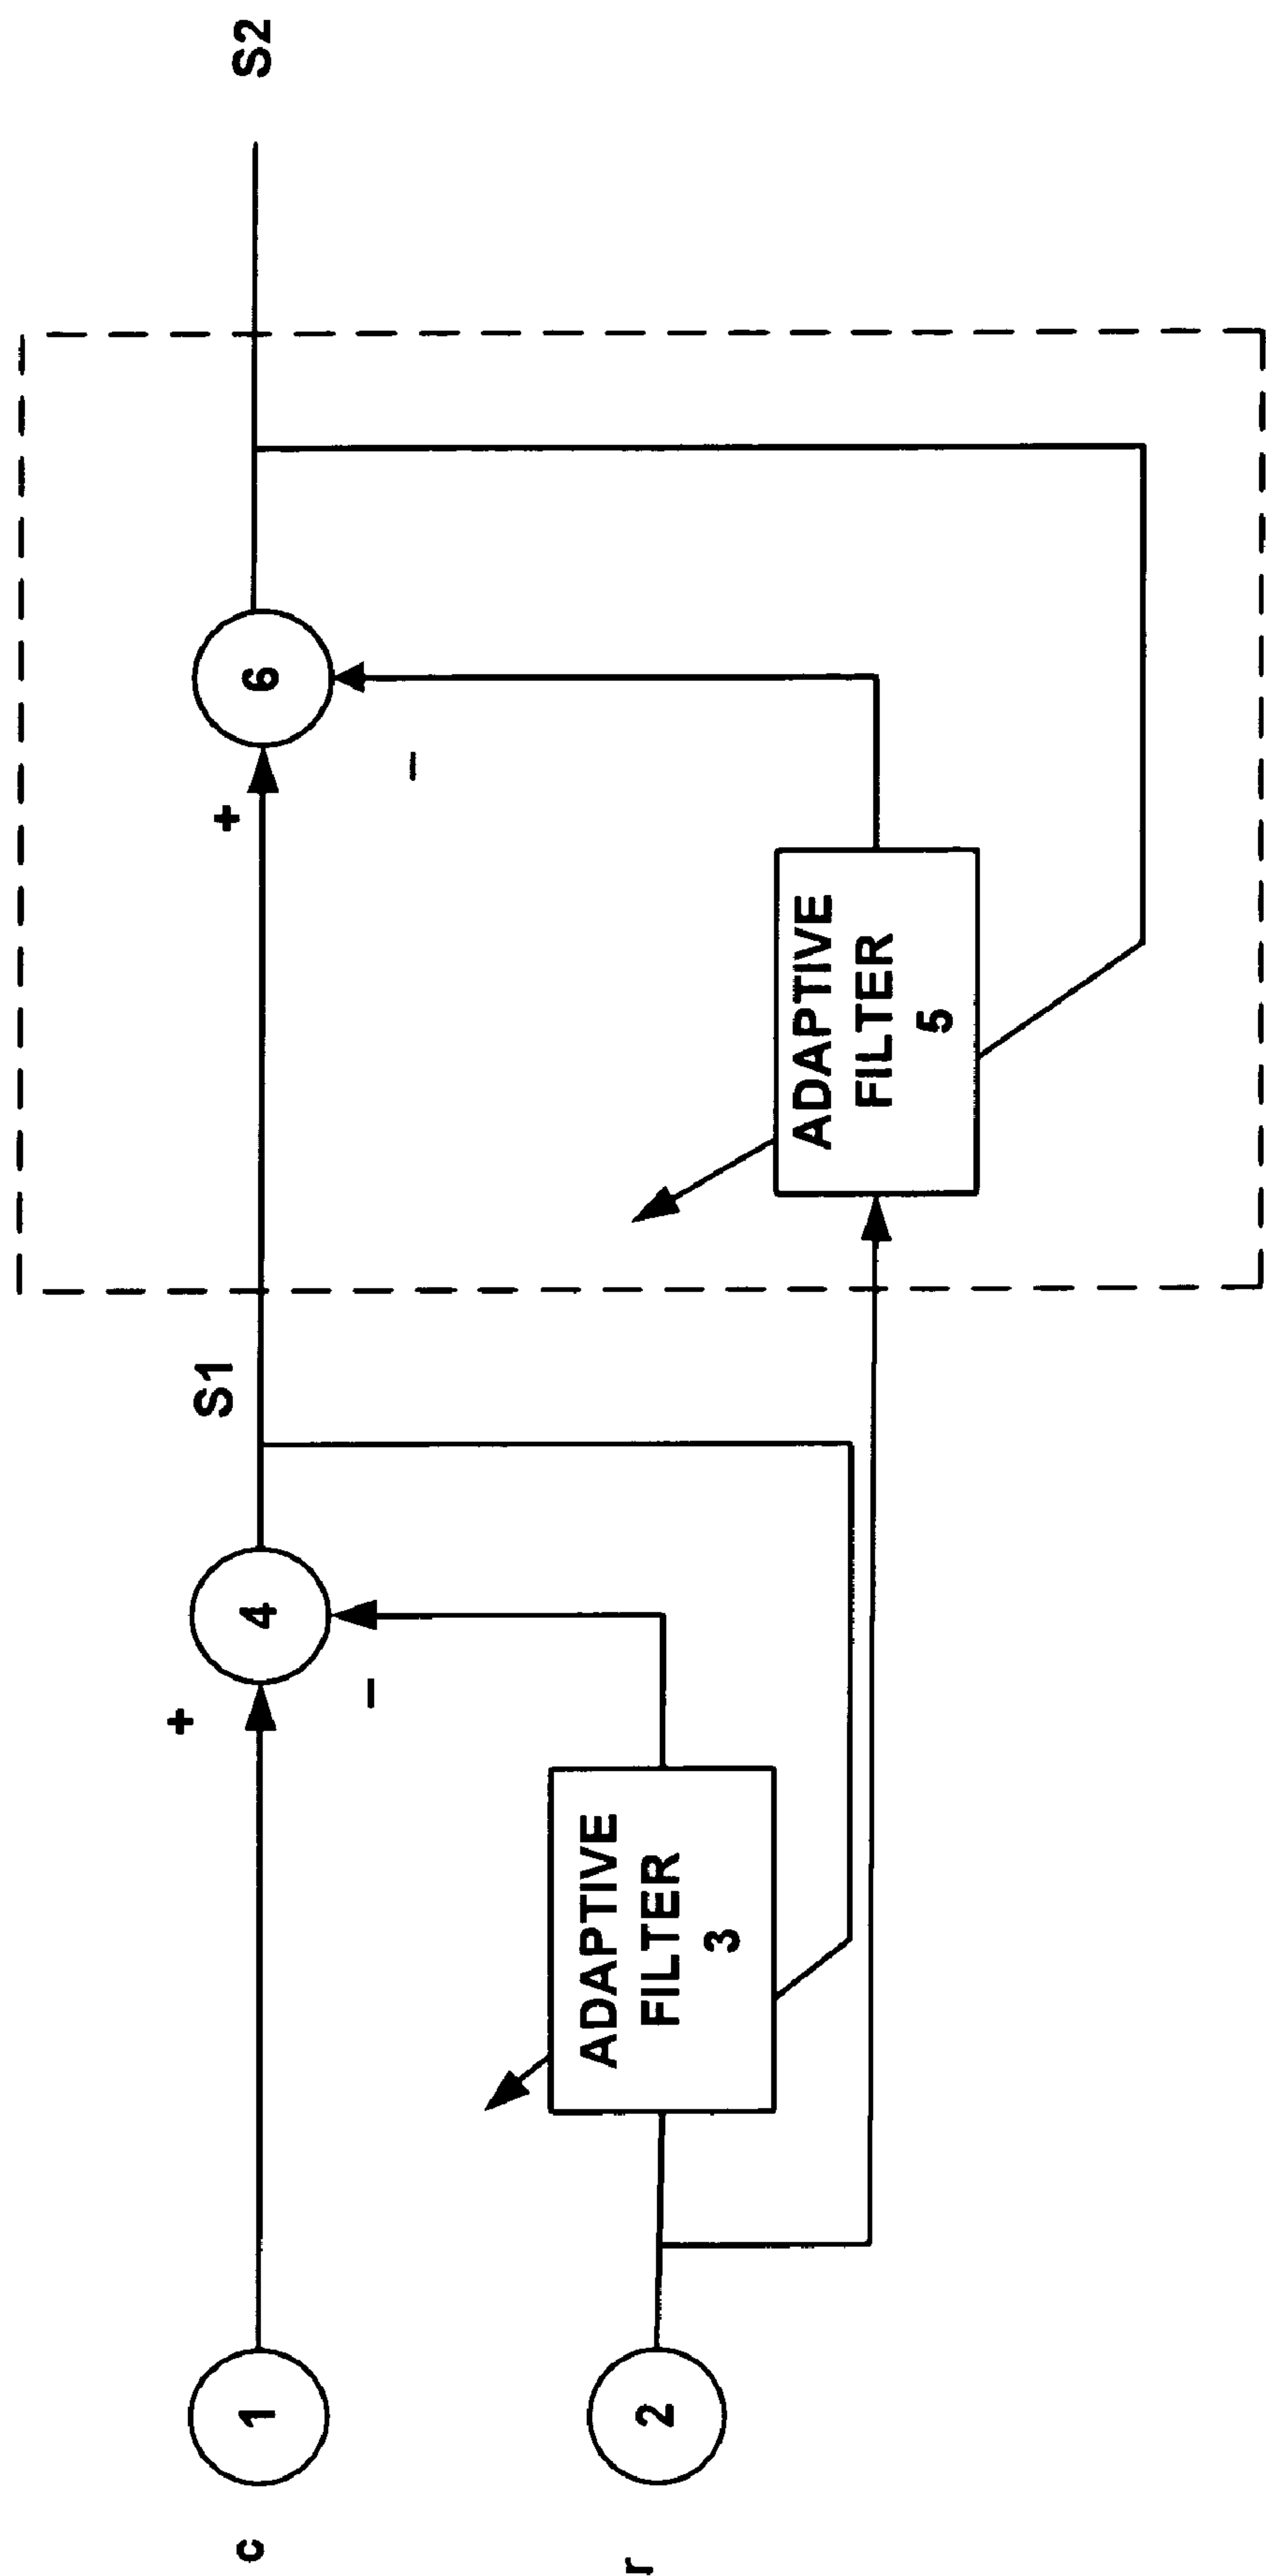 c
1
+
4
S1
+
6
S2
–
–
r
2
ADAPTIVE
FILTER
3
ADAPTIVE
FILTER
5